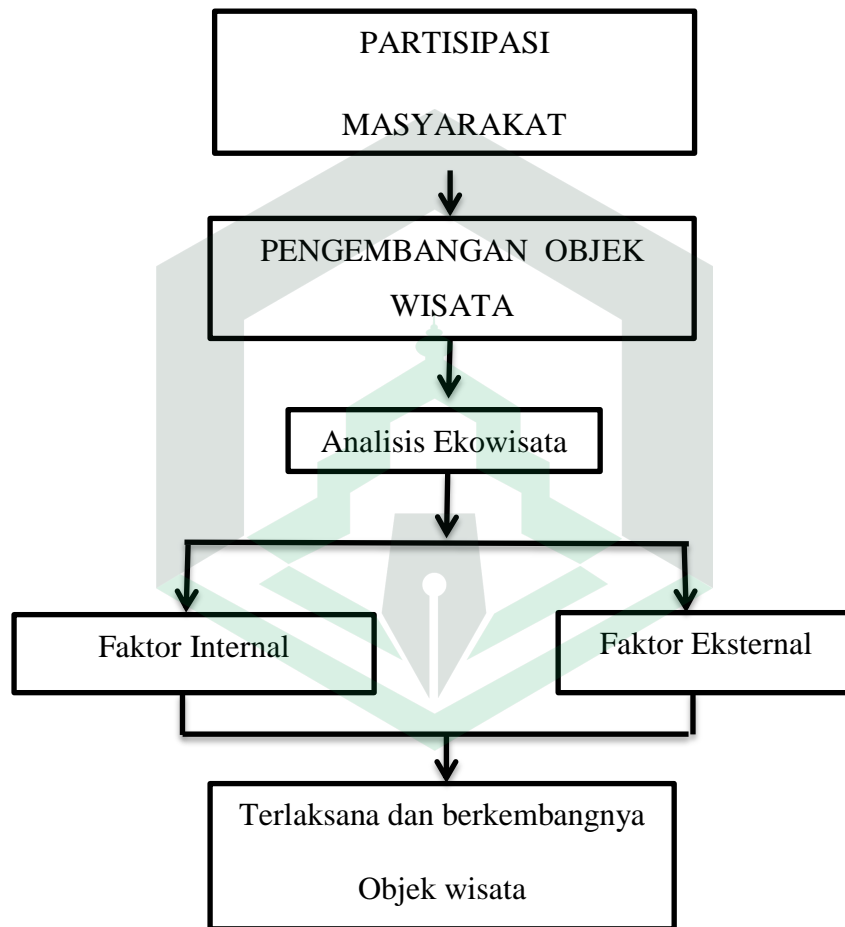 PARTISIPASI
MASYARAKAT
PENGEMBANGAN OBJEK
WISATA
Analisis Ekowisata
Faktor Internal
Faktor Eksternal
Terlaksana dan berkembangnya
Objek wisata